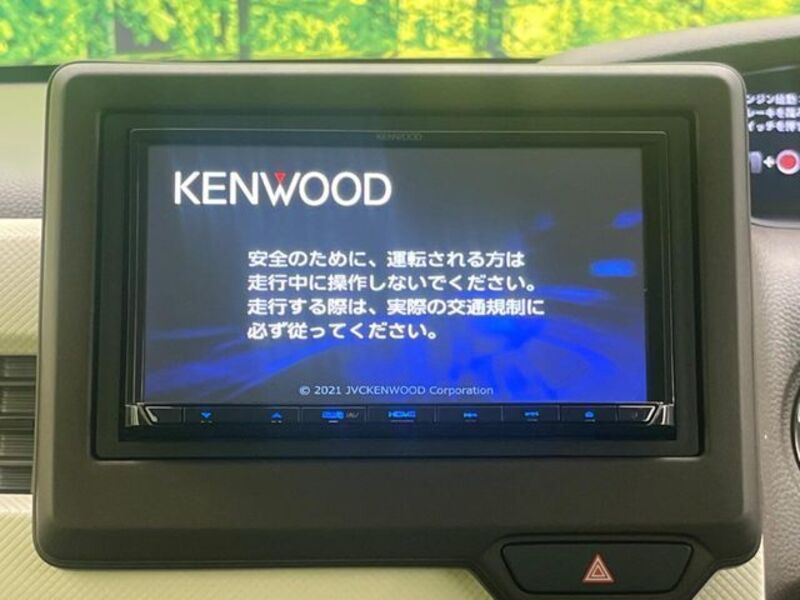 KENWOOD
KENWOOD
安全のために、運転される方は
走行中に操作しないでください。
走行する際は、実際の交通規制に
必ず従ってください。
© 2021 JVCKENWOOD Corporation
HOME